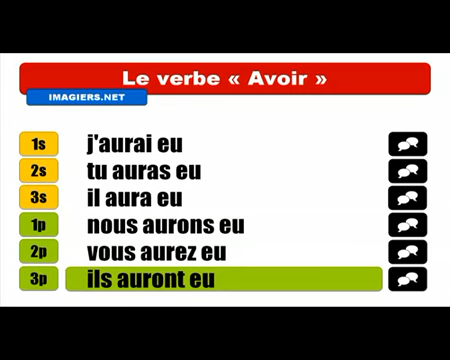 Le verbe « Avoir »
IMAGIERS.NET
1s j'aurai eu
2s tu auras eu
3s il aura eu
1p nous aurons eu
2p vous aurez eu
3p ils auront eu